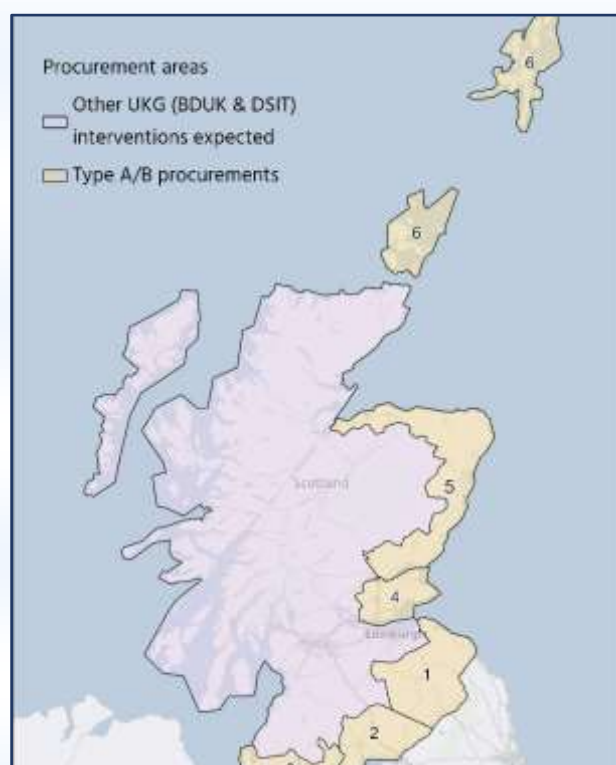 Procurement areas
Other UKG (BDUK & DSIT)
interventions expected
Type A/B procurements
6
6
Scotland
5
4
Edinburgh
1
2